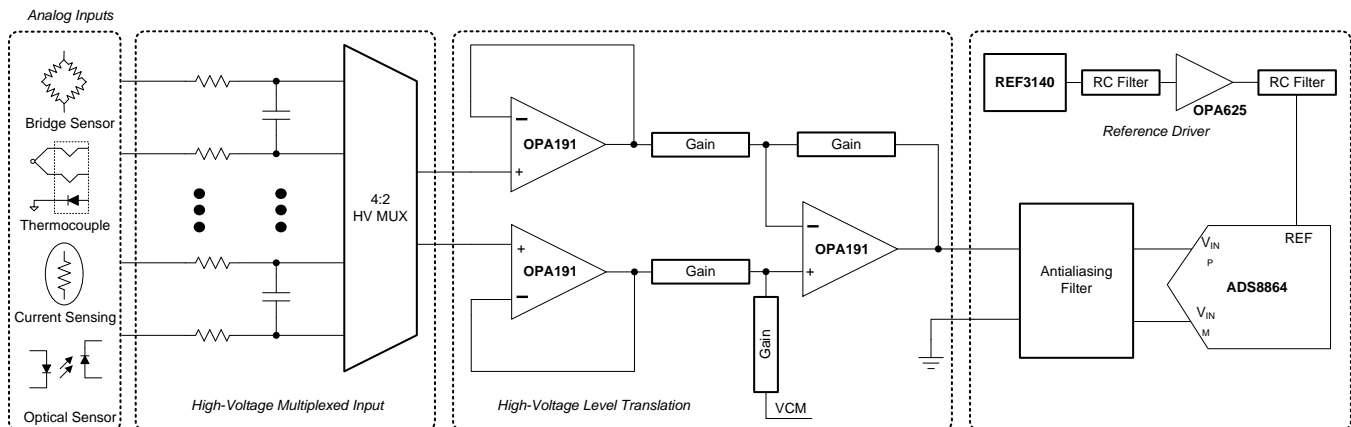 Analog Inputs
Bridge Sensor
Thermocouple
Current Sensing
Optical Sensor
4:2
HV MUX
High-Voltage Multiplexed Input
OPA191
Gain
Gain
OPA191
Gain
OPA191
Gain
VCM
High-Voltage Level Translation
REF3140
RC Filter
OPA625
RC Filter
Reference Driver
Antialiasing
Filter
REF
VIN
P
ADS8864
VIN
M